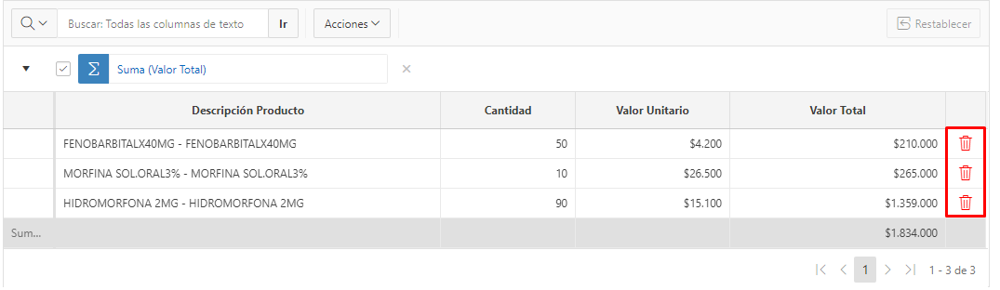 Buscar: Todas las columnas de texto Ir Acciones Restablecer
Suma (Valor Total)
Descripción Producto Cantidad Valor Unitario Valor Total
FENOBARBITALX40MG - FENOBARBITALX40MG 50 $4.200 $210.000
MORFINA SOL.ORAL3% - MORFINA SOL.ORAL3% 10 $26.500 $265.000
HIDROMORFONA 2MG - HIDROMORFONA 2MG 90 $15.100 $1.359.000
Sum... $1.834.000
1 1 - 3 de 3